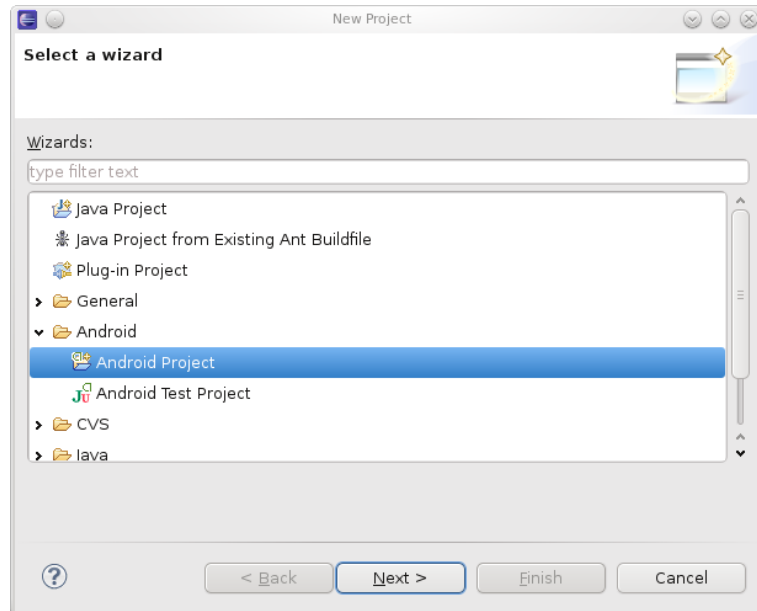 New Project
Select a wizard
Wizards:
type filter text
Java Project
Java Project from Existing Ant Buildfile
Plug-in Project
General
Android
Android Project
Ju Android Test Project
CVS
Java
? < Back Next > Finish Cancel